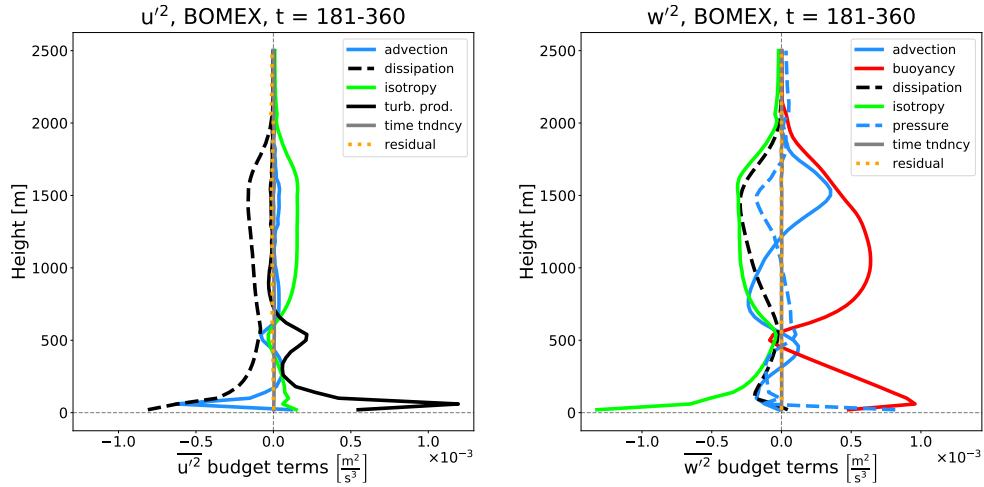 u′², BOMEX, t = 181-360
2500
2000
1500
1000
500
0
Height [m]
advection
dissipation
isotropy
turb. prod.
time tndncy
residual
−1.0 −0.5 0.0 0.5 1.0
×10⁻³
u′² budget terms [m²/s³]
w′², BOMEX, t = 181-360
2500
2000
1500
1000
500
0
Height [m]
advection
buoyancy
dissipation
isotropy
pressure
time tndncy
residual
−1.0 −0.5 0.0 0.5 1.0
×10⁻³
w′² budget terms [m²/s³]